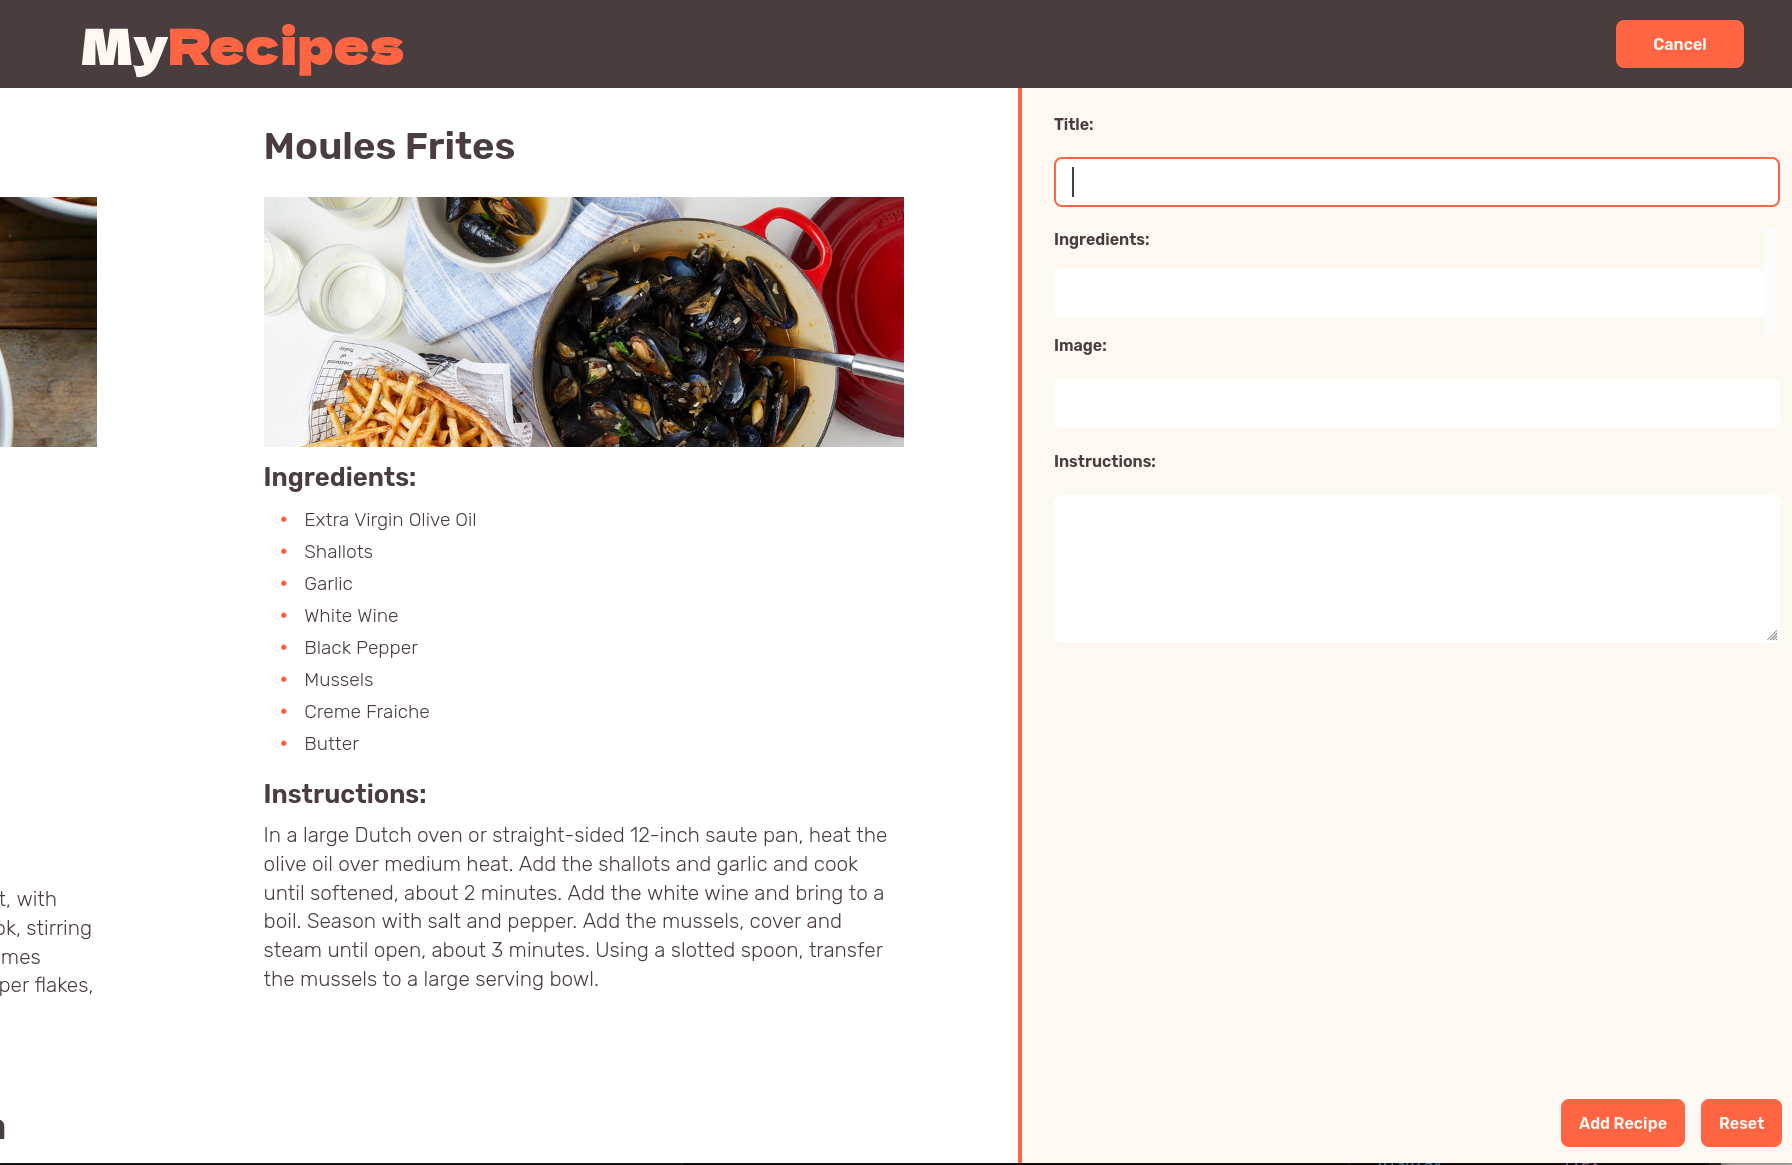 MyRecipes
Cancel
Moules Frites
Ingredients:
Extra Virgin Olive Oil
Shallots
Garlic
White Wine
Black Pepper
Mussels
Creme Fraiche
Butter
Instructions:
In a large Dutch oven or straight-sided 12-inch saute pan, heat the
olive oil over medium heat. Add the shallots and garlic and cook
until softened, about 2 minutes. Add the white wine and bring to a
boil. Season with salt and pepper. Add the mussels, cover and
steam until open, about 3 minutes. Using a slotted spoon, transfer
the mussels to a large serving bowl.
t, with
ok, stirring
mes
per flakes,
Title:
Ingredients:
Image:
Instructions:
Add Recipe
Reset